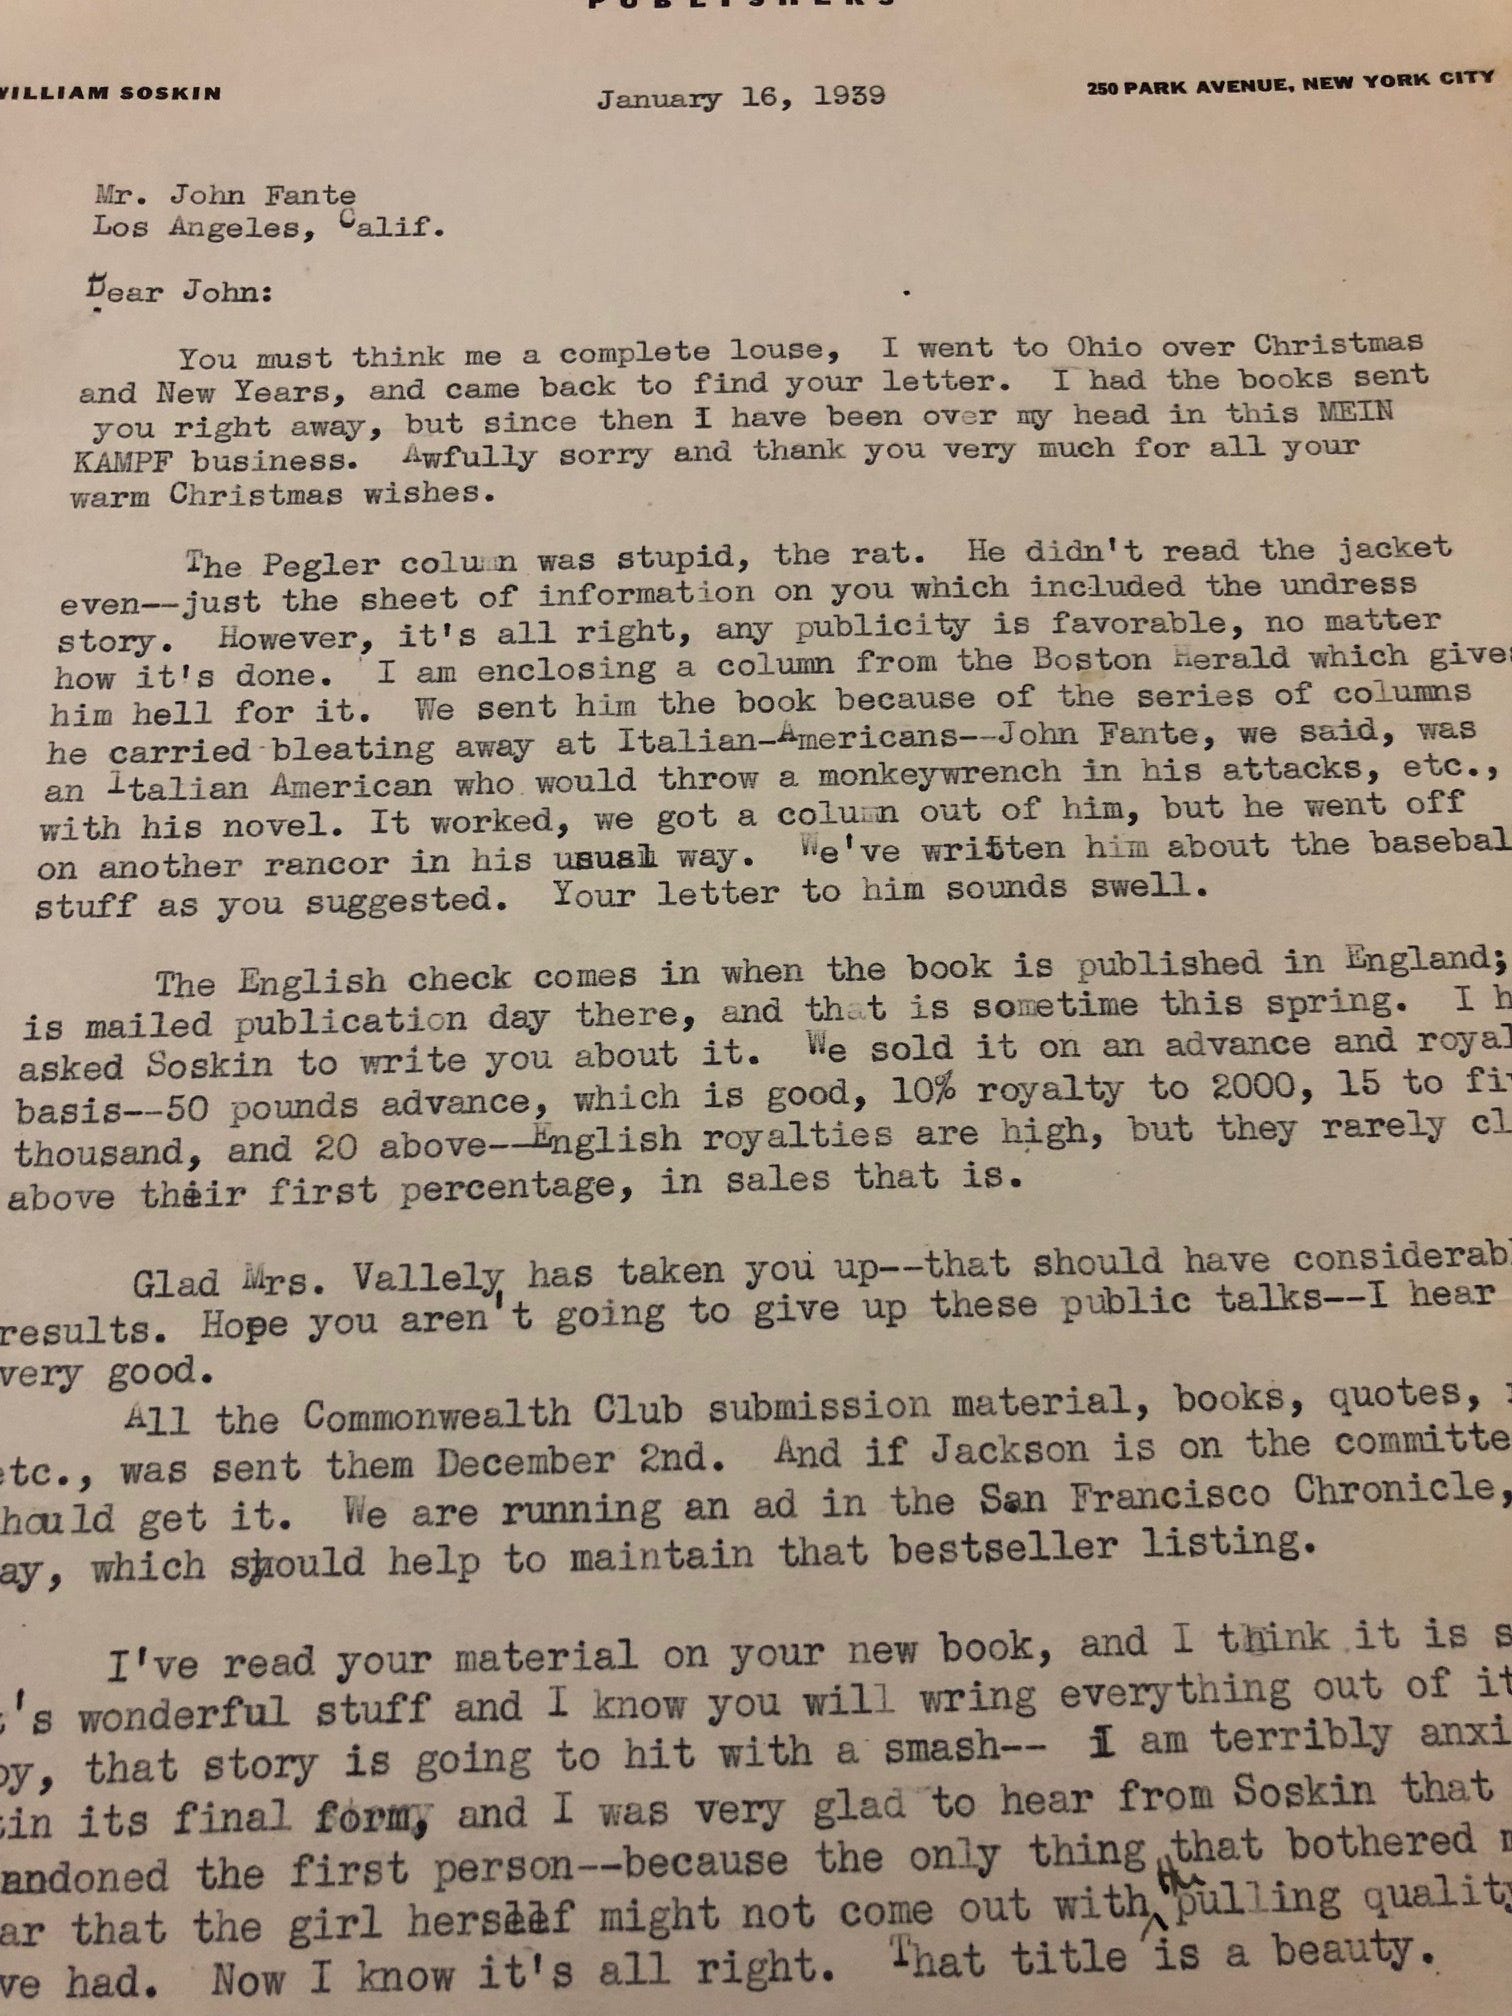 PUBLISHERS
WILLIAM SOSKIN
January 16, 1939
250 PARK AVENUE, NEW YORK CITY
Mr. John Fante
Los Angeles, Calif.
Dear John:
You must think me a complete louse, I went to Ohio over Christmas
and New Years, and came back to find your letter. I had the books sent
you right away, but since then I have been over my head in this MEIN
KAMPF business. Awfully sorry and thank you very much for all your
warm Christmas wishes.
The Pegler column was stupid, the rat. He didn't read the jacket
even--just the sheet of information on you which included the undress
story. However, it's all right, any publicity is favorable, no matter
how it's done. I am enclosing a column from the Boston Herald which gives
him hell for it. We sent him the book because of the series of columns
he carried bleating away at Italian-Americans--John Fante, we said, was
an Italian American who would throw a monkeywrench in his attacks, etc.,
with his novel. It worked, we got a column out of him, but he went off
on another rancor in his usual way. We've written him about the basebal
stuff as you suggested. Your letter to him sounds swell.
The English check comes in when the book is published in England;
is mailed publication day there, and that is sometime this spring. I h
asked Soskin to write you about it. We sold it on an advance and royal
basis--50 pounds advance, which is good, 10% royalty to 2000, 15 to fi
thousand, and 20 above--English royalties are high, but they rarely cl
above their first percentage, in sales that is.
Glad Mrs. Vallely has taken you up--that should have considerab
results. Hope you aren't going to give up these public talks--I hear
very good.
All the Commonwealth Club submission material, books, quotes,
etc., was sent them December 2nd. And if Jackson is on the committe
hould get it. We are running an ad in the San Francisco Chronicle,
ay, which should help to maintain that bestseller listing.
I've read your material on your new book, and I think it is s
t's wonderful stuff and I know you will wring everything out of it
oy, that story is going to hit with a smash-- I am terribly anxi
in its final form, and I was very glad to hear from Soskin that
andoned the first person--because the only thing that bothered m
ar that the girl herself might not come out with the pulling quality
ve had. Now I know it's all right. That title is a beauty.